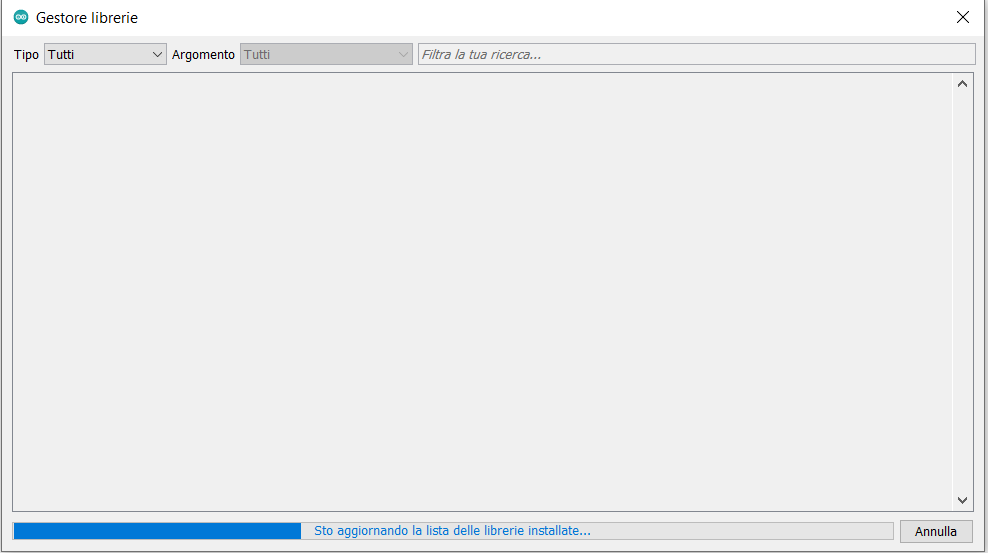 Gestore librerie
Tipo Tutti Argomento Tutti Filtra la tua ricerca...
Sto aggiornando la lista delle librerie installate... Annulla